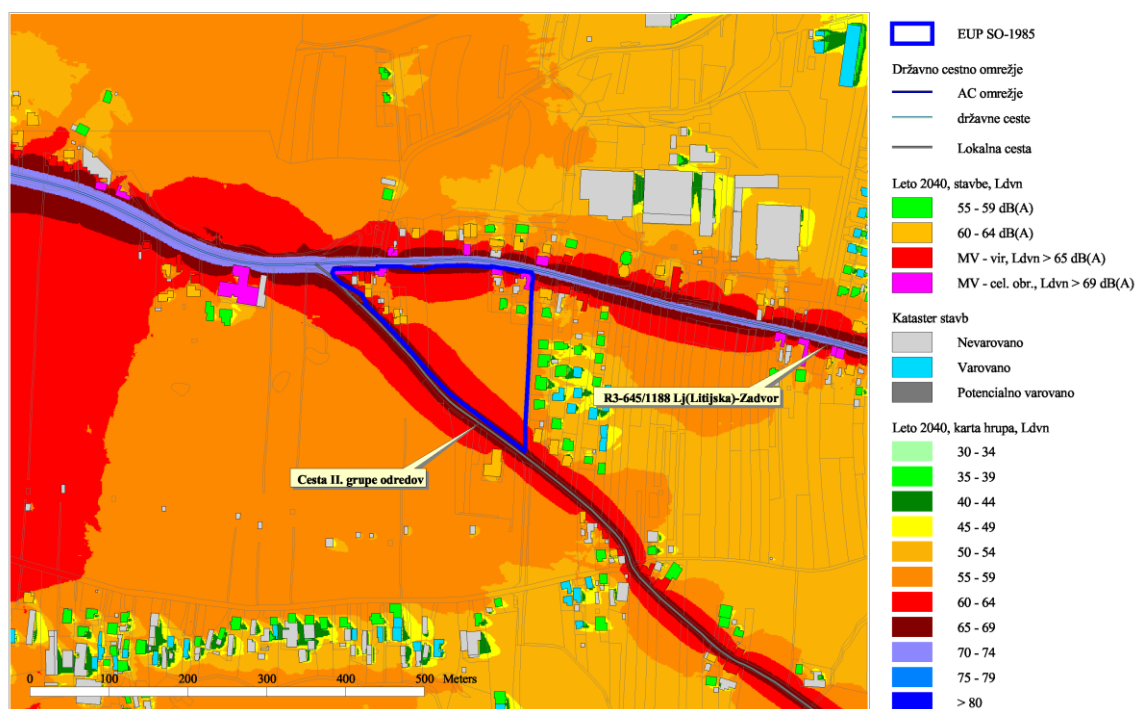 EUP SO-1985
Državno cestno omrežje
AC omrežje
državne ceste
Lokalna cesta
Leto 2040, stavbe, Ldvn
55 - 59 dB(A)
60 - 64 dB(A)
MV - vir, Ldvn > 65 dB(A)
MV - cel. obr., Ldvn > 69 dB(A)
Kataster stavb
Nevarovano
Varovano
Potencialno varovano
Leto 2040, karta hrupa, Ldvn
30 - 34
35 - 39
40 - 44
45 - 49
50 - 54
55 - 59
60 - 64
65 - 69
70 - 74
75 - 79
> 80
R3-645/1188 Lj(Litijska)-Zadvor
Cesta II. grupe odredov
0 100 200 300 400 500 Meters